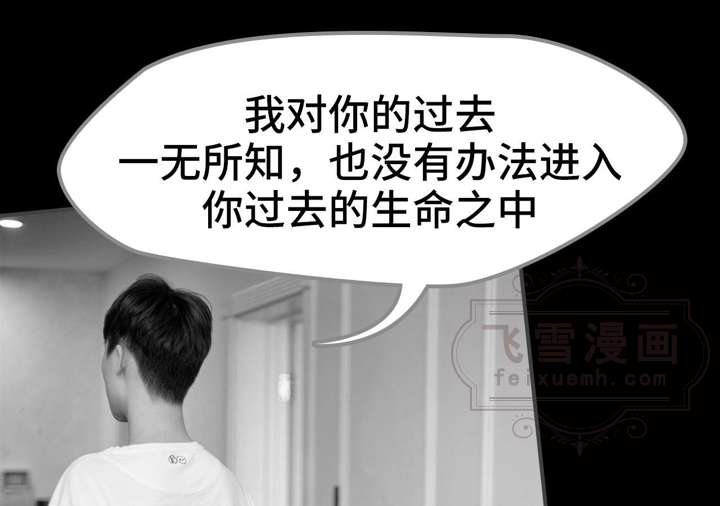 我对你的过去
一无所知，也没有办法进入
你过去的生命之中
飞雪漫画
feixuemh.com